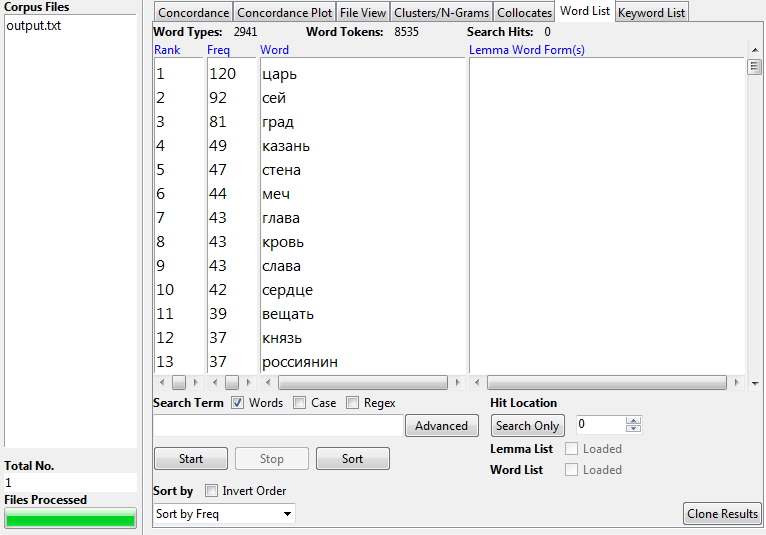 Corpus Files
output.txt
Total No.
1
Files Processed
Concordance Concordance Plot File View Clusters/N-Grams Collocates Word List Keyword List
Word Types: 2941 Word Tokens: 8535 Search Hits: 0
Rank Freq Word Lemma Word Form(s)
1 120 царь
2 92 сей
3 81 град
4 49 казань
5 47 стена
6 44 меч
7 43 глава
8 43 кровь
9 43 слава
10 42 сердце
11 39 вещать
12 37 князь
13 37 россиянин
Search Term Words Case Regex Hit Location
Advanced Search Only 0
Lemma List Loaded
Start Stop Sort Word List Loaded
Sort by Invert Order
Sort by Freq Clone Results